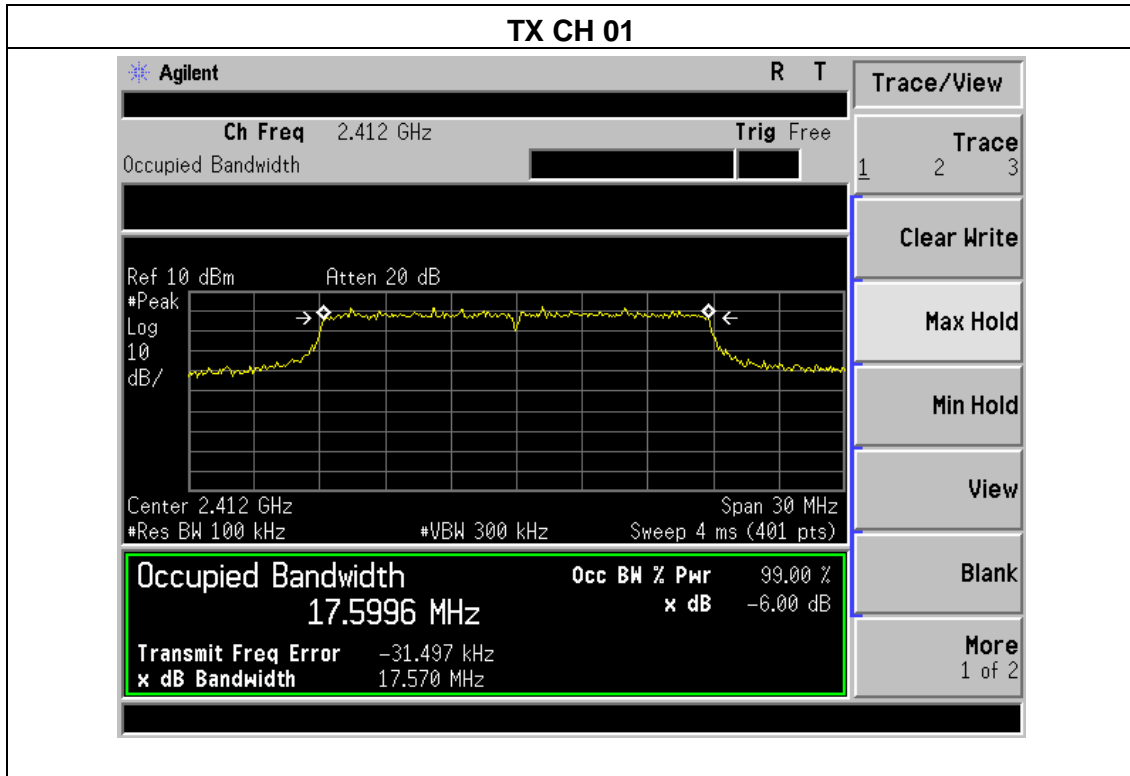 TX CH 01
Agilent R T
Ch Freq 2.412 GHz Trig Free
Occupied Bandwidth
Ref 10 dBm Atten 20 dB
#Peak
Log
10
dB/
Center 2.412 GHz Span 30 MHz
#Res BW 100 kHz #VBW 300 kHz Sweep 4 ms (401 pts)
Occupied Bandwidth Occ BW % Pwr 99.00 %
17.5996 MHz x dB -6.00 dB
Transmit Freq Error -31.497 kHz
x dB Bandwidth 17.570 MHz
Trace/View
Trace
1 2 3
Clear Write
Max Hold
Min Hold
View
Blank
More
1 of 2